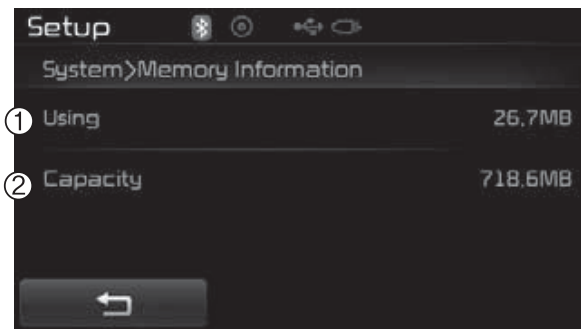 Setup
System>Memory Information
① Using 26.7MB
② Capacity 718.6MB